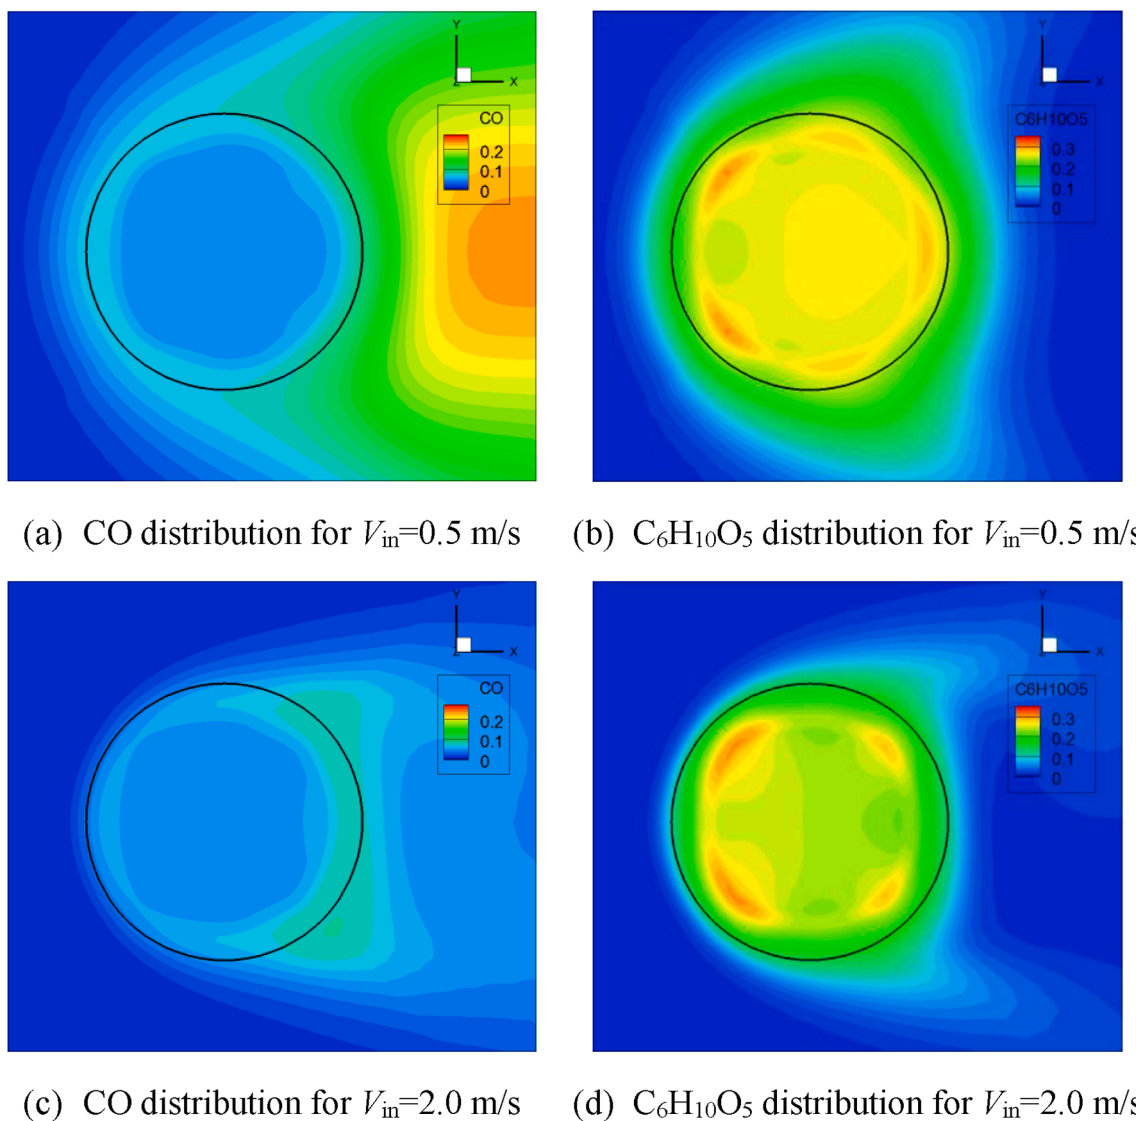 Y
Z X
CO
0.2
0.1
0
Y
Z X
C6H10O5
0.3
0.2
0.1
0
(a) CO distribution for Vin=0.5 m/s
(b) C₆H₁₀O₅ distribution for Vin=0.5 m/s
Y
Z X
CO
0.2
0.1
0
Y
Z X
C6H10O5
0.3
0.2
0.1
0
(c) CO distribution for Vin=2.0 m/s
(d) C₆H₁₀O₅ distribution for Vin=2.0 m/s